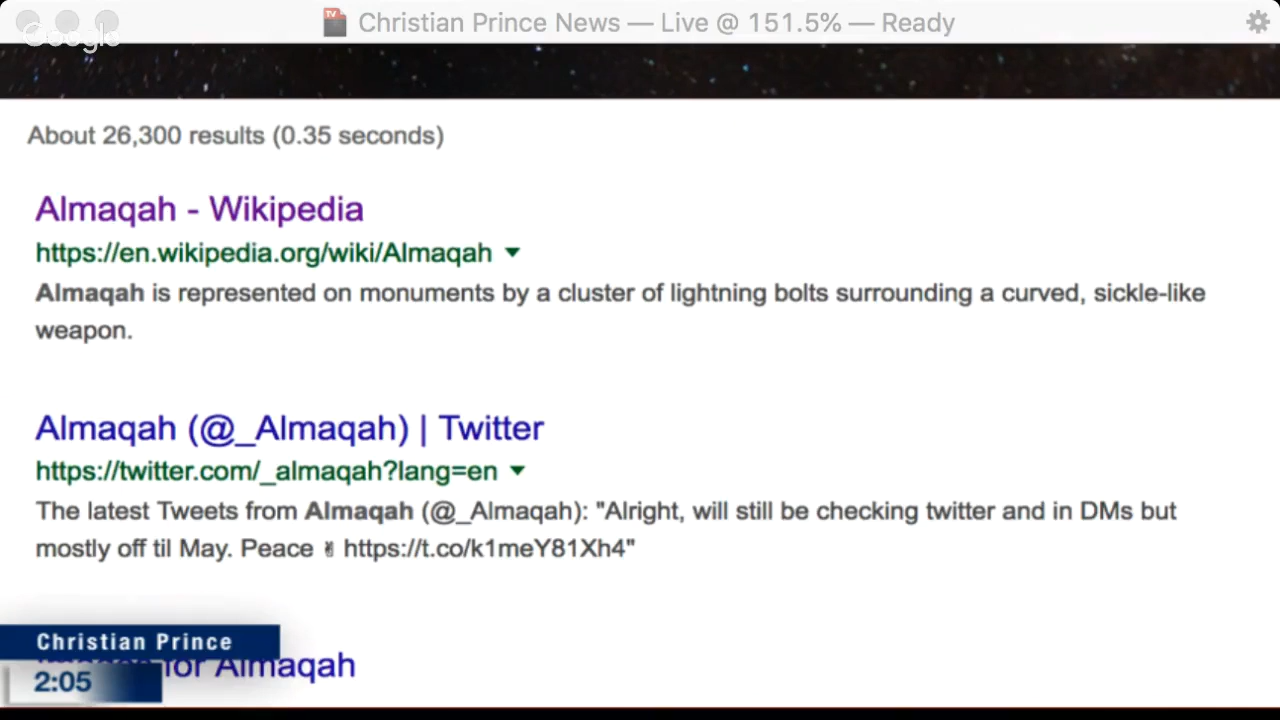 Christian Prince News — Live @ 151.5% — Ready
Google
About 26,300 results (0.35 seconds)
Almaqah - Wikipedia
https://en.wikipedia.org/wiki/Almaqah
Almaqah is represented on monuments by a cluster of lightning bolts surrounding a curved, sickle-like
weapon.
Almaqah (@_Almaqah) | Twitter
https://twitter.com/_almaqah?lang=en
The latest Tweets from Almaqah (@_Almaqah): "Alright, will still be checking twitter and in DMs but
mostly off til May. Peace ✌ https://t.co/k1meY81Xh4"
Christian Prince
for Almaqah
2:05